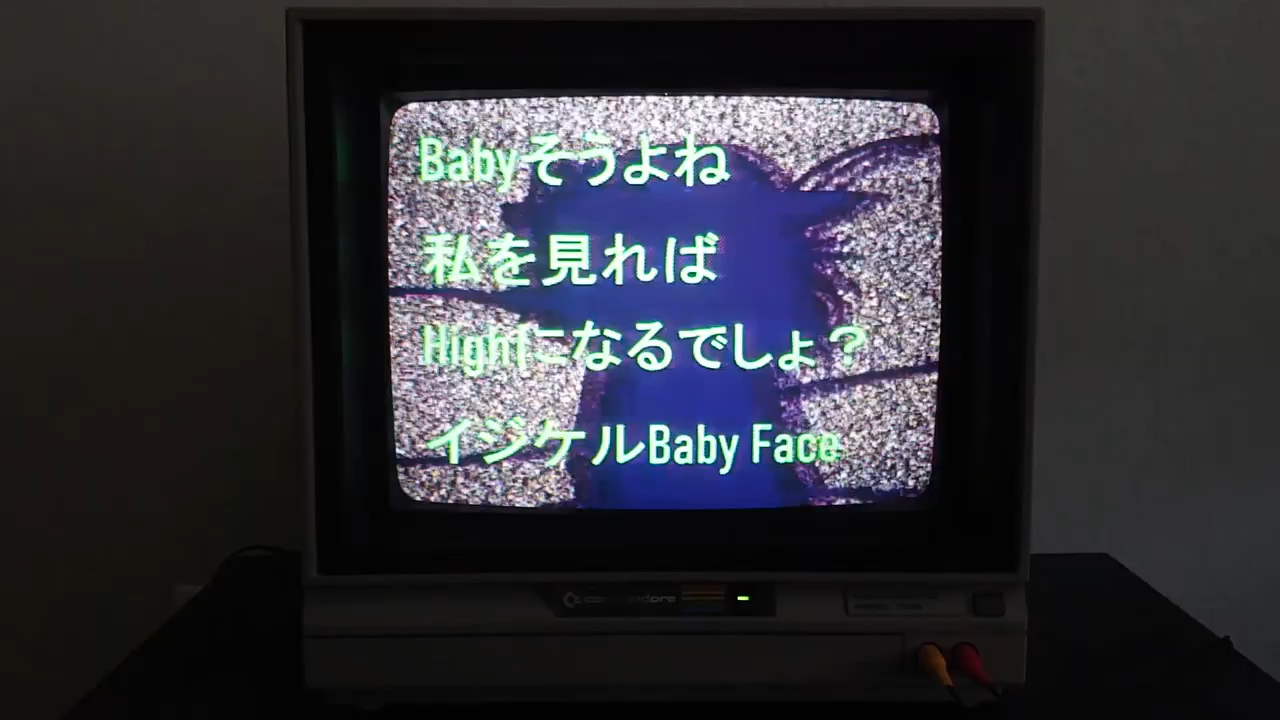 Babyそうよね
私を見れば
Highになるでしょ？
イジケルBaby Face
commodore